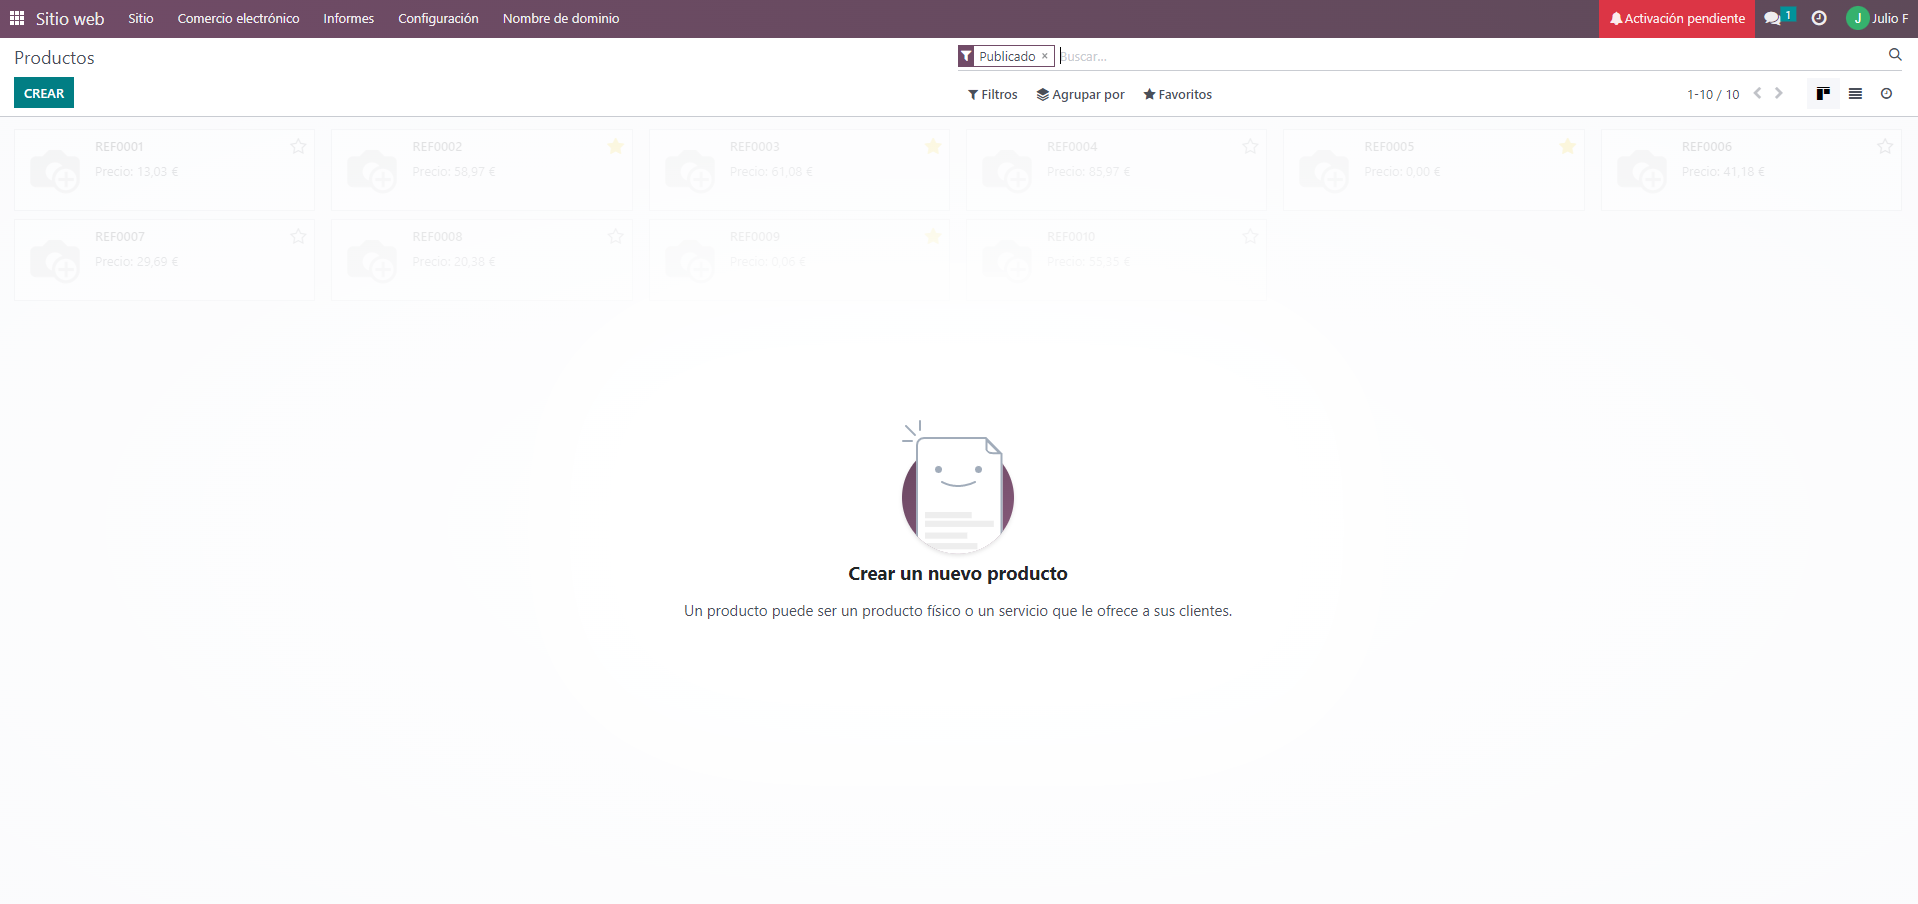 Sitio web Sitio Comercio electrónico Informes Configuración Nombre de dominio Activación pendiente 1 J Julio F
Productos Publicado × Buscar...
CREAR Filtros Agrupar por Favoritos 1-10 / 10
REF0001 REF0002 REF0003 REF0004 REF0005 REF0006
Precio: 13,03 € Precio: 58,97 € Precio: 61,08 € Precio: 85,97 € Precio: 0,00 € Precio: 41,18 €
REF0007 REF0008 REF0009 REF0010
Precio: 29,69 € Precio: 20,38 € Precio: 0,06 € Precio: 55,35 €
Crear un nuevo producto
Un producto puede ser un producto físico o un servicio que le ofrece a sus clientes.